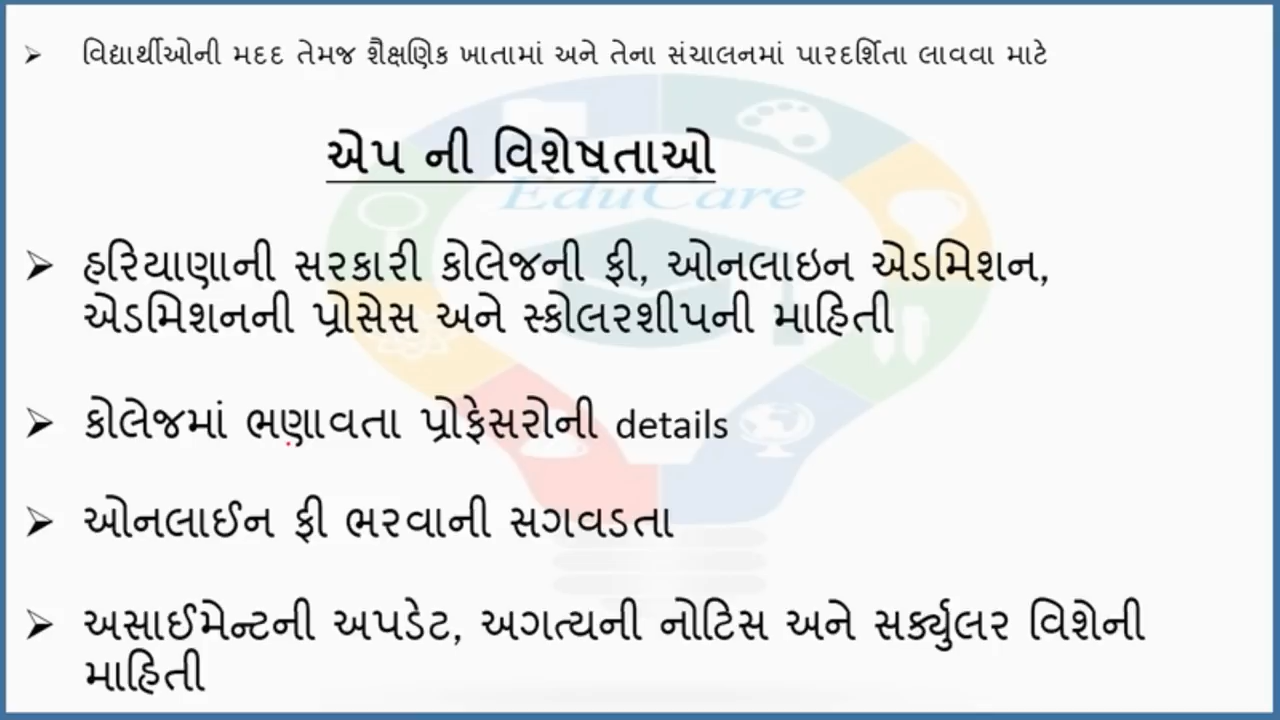 ➢ વિદ્યાર્થીઓની મદદ તેમજ શૈક્ષણિક ખાતામાં અને તેના સંચાલનમાં પારદર્શિતા લાવવા માટે
એપ ની વિશેષતાઓ
EduCare
➢ હરિયાણાની સરકારી કોલેજની ફી, ઓનલાઇન એડમિશન,
એડમિશનની પ્રોસેસ અને સ્કોલરશીપની માહિતી
➢ કોલેજમાં ભણાવતા પ્રોફેસરોની details
➢ ઓનલાઈન ફી ભરવાની સગવડતા
➢ અસાઈમેન્ટની અપડેટ, અગત્યની નોટિસ અને સર્ક્યુલર વિશેની
માહિતી